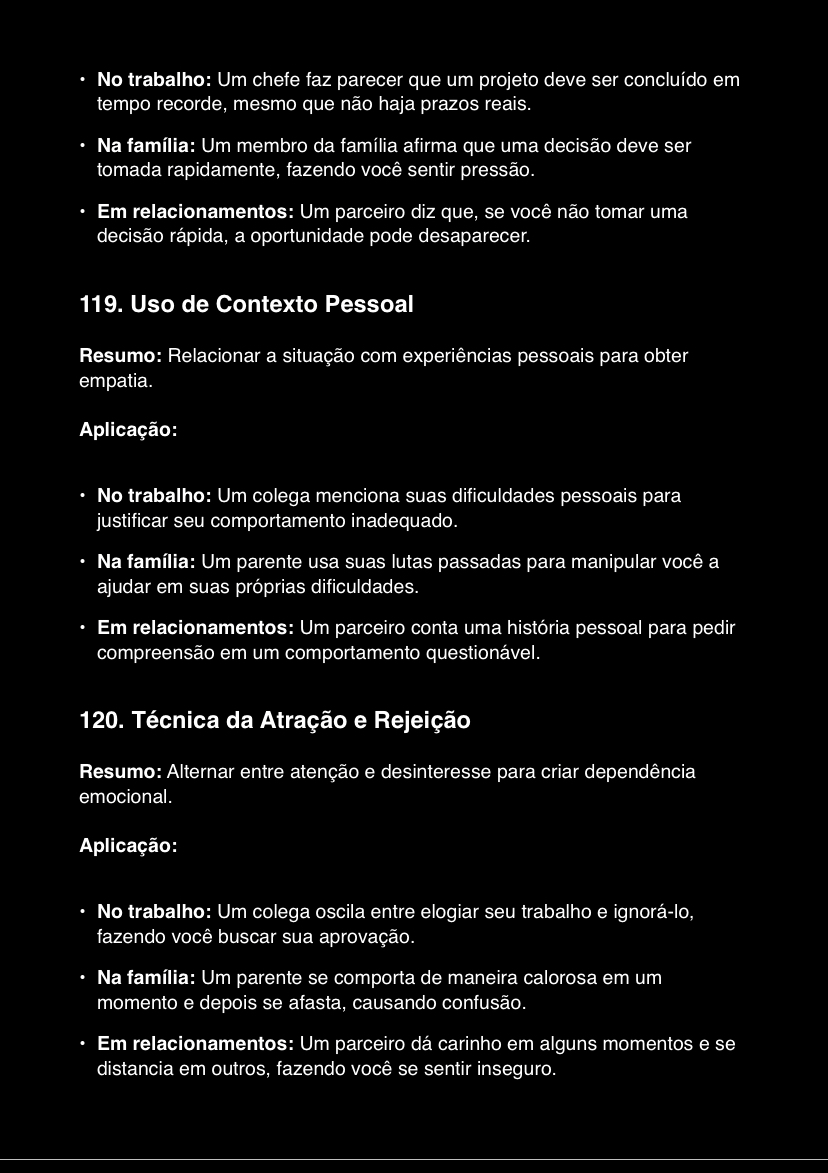 • No trabalho: Um chefe faz parecer que um projeto deve ser concluído em
tempo recorde, mesmo que não haja prazos reais.
• Na família: Um membro da família afirma que uma decisão deve ser
tomada rapidamente, fazendo você sentir pressão.
• Em relacionamentos: Um parceiro diz que, se você não tomar uma
decisão rápida, a oportunidade pode desaparecer.
119. Uso de Contexto Pessoal
Resumo: Relacionar a situação com experiências pessoais para obter
empatia.
Aplicação:
• No trabalho: Um colega menciona suas dificuldades pessoais para
justificar seu comportamento inadequado.
• Na família: Um parente usa suas lutas passadas para manipular você a
ajudar em suas próprias dificuldades.
• Em relacionamentos: Um parceiro conta uma história pessoal para pedir
compreensão em um comportamento questionável.
120. Técnica da Atração e Rejeição
Resumo: Alternar entre atenção e desinteresse para criar dependência
emocional.
Aplicação:
• No trabalho: Um colega oscila entre elogiar seu trabalho e ignorá-lo,
fazendo você buscar sua aprovação.
• Na família: Um parente se comporta de maneira calorosa em um
momento e depois se afasta, causando confusão.
• Em relacionamentos: Um parceiro dá carinho em alguns momentos e se
distancia em outros, fazendo você se sentir inseguro.